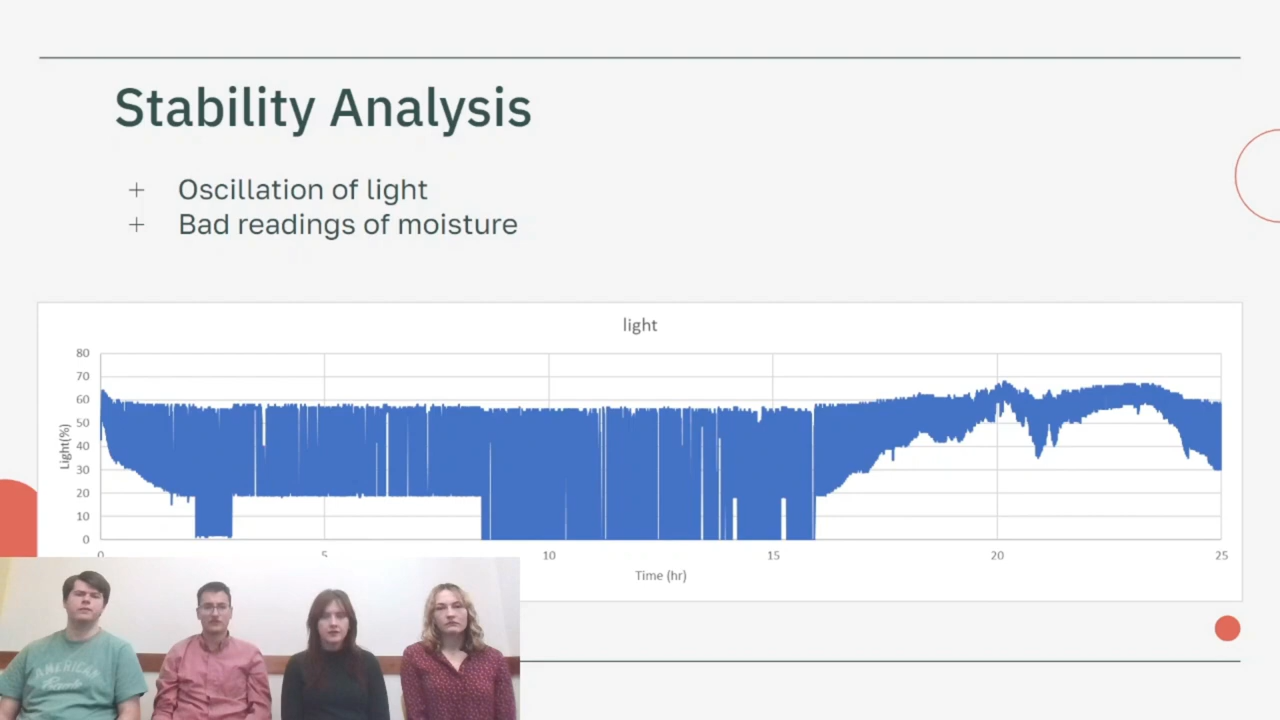 Stability Analysis
+ Oscillation of light
+ Bad readings of moisture
light
80
70
60
50
40
30
20
10
0
Light(%)
0 5 10 15 20 25
Time (hr)
AMERICAN